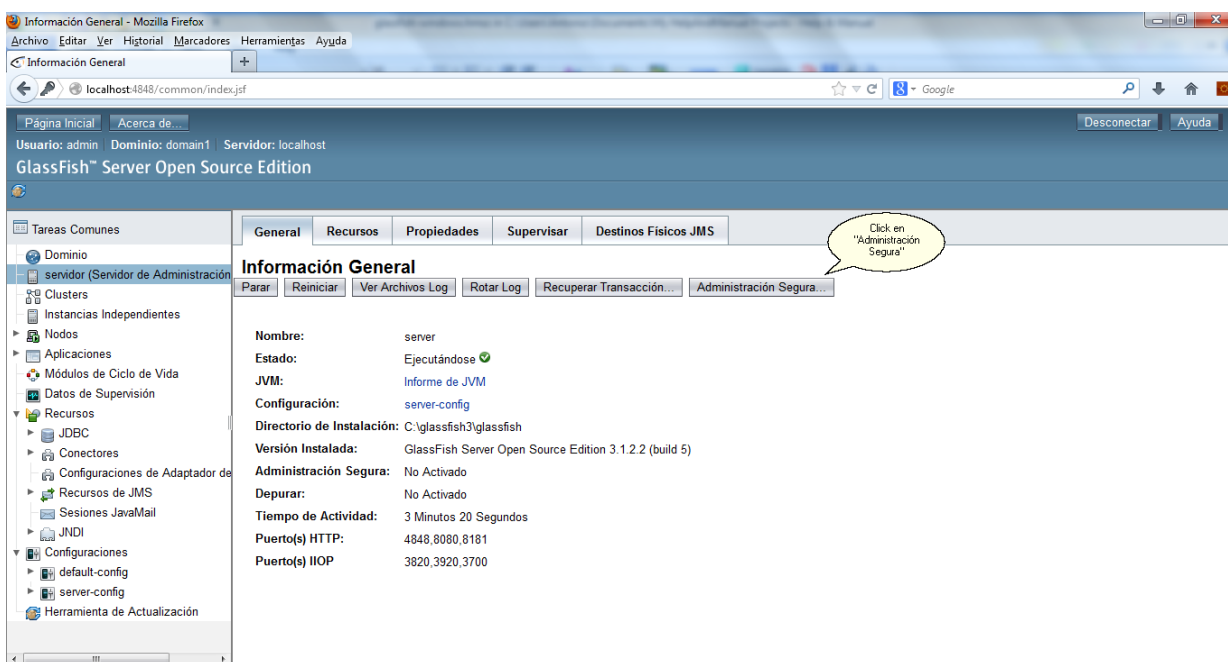 Información General - Mozilla Firefox
Archivo Editar Ver Historial Marcadores Herramientas Ayuda
Información General
+
localhost:4848/common/index.jsf
Google
Página Inicial Acerca de...
Desconectar Ayuda
Usuario: admin Dominio: domain1 Servidor: localhost
GlassFish™ Server Open Source Edition
Tareas Comunes
Dominio
servidor (Servidor de Administración
Clusters
Instancias Independientes
Nodos
Aplicaciones
Módulos de Ciclo de Vida
Datos de Supervisión
Recursos
JDBC
Conectores
Configuraciones de Adaptador de
Recursos de JMS
Sesiones JavaMail
JNDI
Configuraciones
default-config
server-config
Herramienta de Actualización
General Recursos Propiedades Supervisar Destinos Físicos JMS
Click en
"Administración
Segura"
Información General
Parar Reiniciar Ver Archivos Log Rotar Log Recuperar Transacción... Administración Segura...
Nombre: server
Estado: Ejecutándose
JVM: Informe de JVM
Configuración: server-config
Directorio de Instalación: C:\glassfish3\glassfish
Versión Instalada: GlassFish Server Open Source Edition 3.1.2.2 (build 5)
Administración Segura: No Activado
Depurar: No Activado
Tiempo de Actividad: 3 Minutos 20 Segundos
Puerto(s) HTTP: 4848,8080,8181
Puerto(s) IIOP 3820,3920,3700